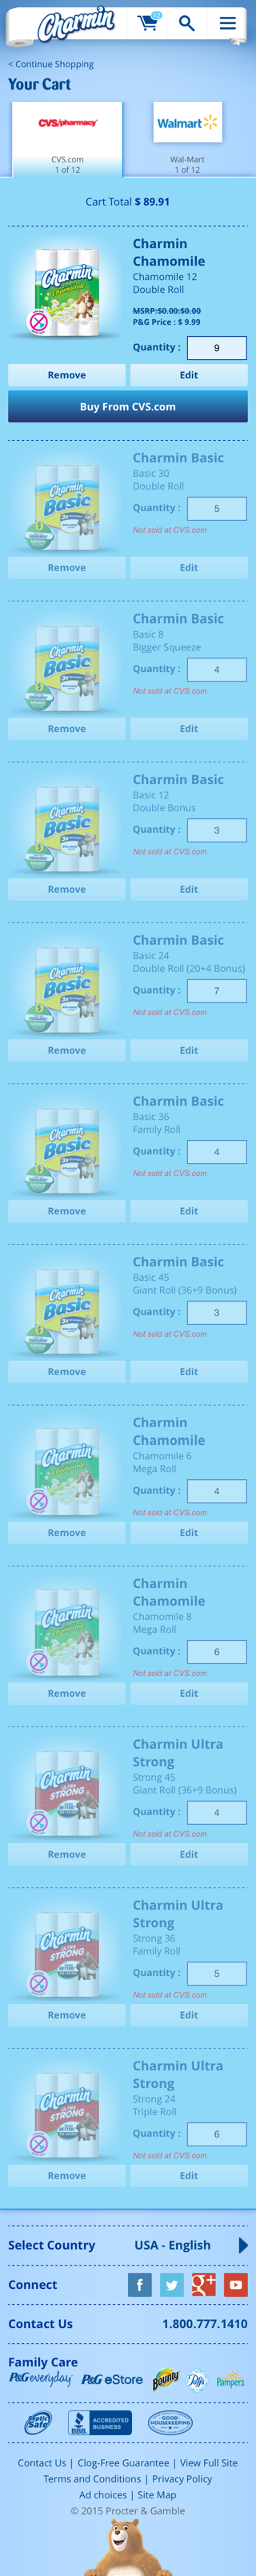 Charmin
12
< Continue Shopping
Your Cart
CVS/pharmacy
Walmart
CVS.com
1 of 12
Wal-Mart
1 of 12
Cart Total $ 89.91
Charmin
Chamomile
Chamomile 12
Double Roll
MSRP:$0.00$0.00
P&G Price : $ 9.99
Quantity : 9
Remove
Edit
Buy From CVS.com
Charmin Basic
Basic 30
Double Roll
Quantity : 5
Not sold at CVS.com
Remove
Edit
Charmin Basic
Basic 8
Bigger Squeeze
Quantity : 4
Not sold at CVS.com
Remove
Edit
Charmin Basic
Basic 12
Double Bonus
Quantity : 3
Not sold at CVS.com
Remove
Edit
Charmin Basic
Basic 24
Double Roll (20+4 Bonus)
Quantity : 7
Not sold at CVS.com
Remove
Edit
Charmin Basic
Basic 36
Family Roll
Quantity : 4
Not sold at CVS.com
Remove
Edit
Charmin Basic
Basic 45
Giant Roll (36+9 Bonus)
Quantity : 3
Not sold at CVS.com
Remove
Edit
Charmin
Chamomile
Chamomile 6
Mega Roll
Quantity : 4
Not sold at CVS.com
Remove
Edit
Charmin
Chamomile
Chamomile 8
Mega Roll
Quantity : 6
Not sold at CVS.com
Remove
Edit
Charmin Ultra
Strong
Strong 45
Giant Roll (36+9 Bonus)
Quantity : 4
Not sold at CVS.com
Remove
Edit
Charmin Ultra
Strong
Strong 36
Family Roll
Quantity : 5
Not sold at CVS.com
Remove
Edit
Charmin Ultra
Strong
Strong 24
Triple Roll
Quantity : 6
Not sold at CVS.com
Remove
Edit
Select Country
USA - English
Connect
Contact Us
1.800.777.1410
Family Care
P&G everyday
P&G eStore
Bounty
Puffs
Pampers
Septic Safe
BBB
ACCREDITED
BUSINESS
GOOD
HOUSEKEEPING
Contact Us | Clog-Free Guarantee | View Full Site
Terms and Conditions | Privacy Policy
Ad choices | Site Map
© 2015 Procter & Gamble